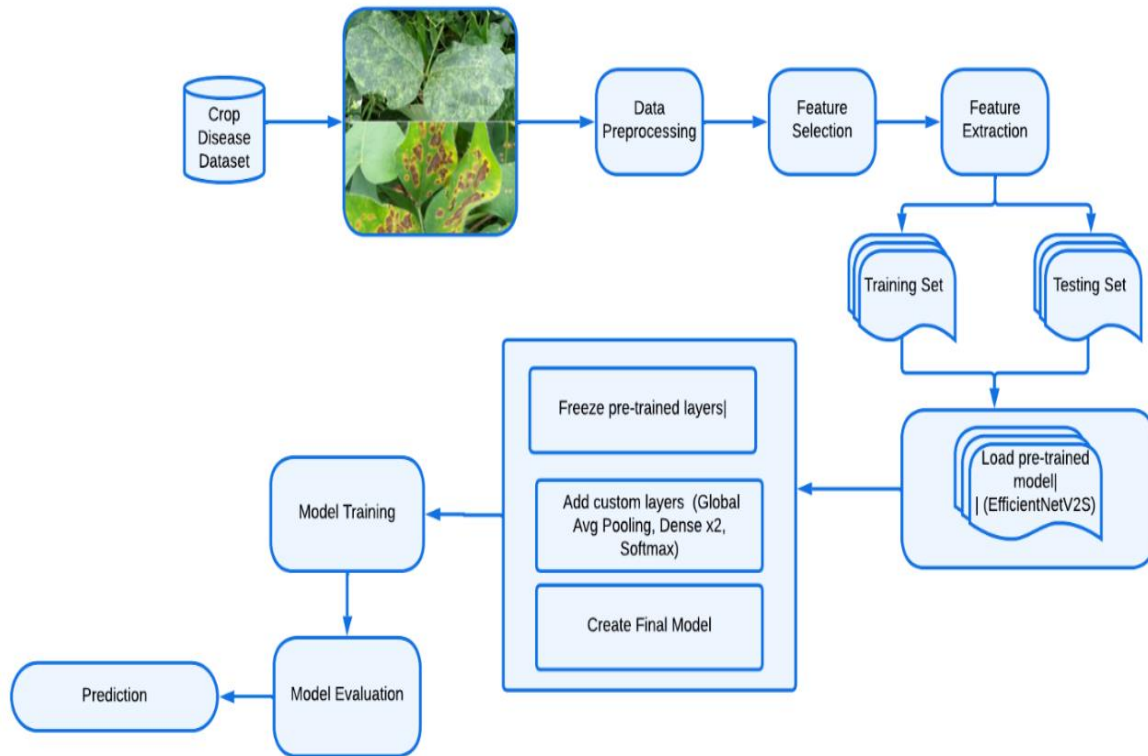 Crop
Disease
Dataset
Data
Preprocessing
Feature
Selection
Feature
Extraction
Training Set
Testing Set
Load pre-trained
model|
| (EfficientNetV2S)
Freeze pre-trained layers|
Add custom layers (Global
Avg Pooling, Dense x2,
Softmax)
Create Final Model
Model Training
Model Evaluation
Prediction